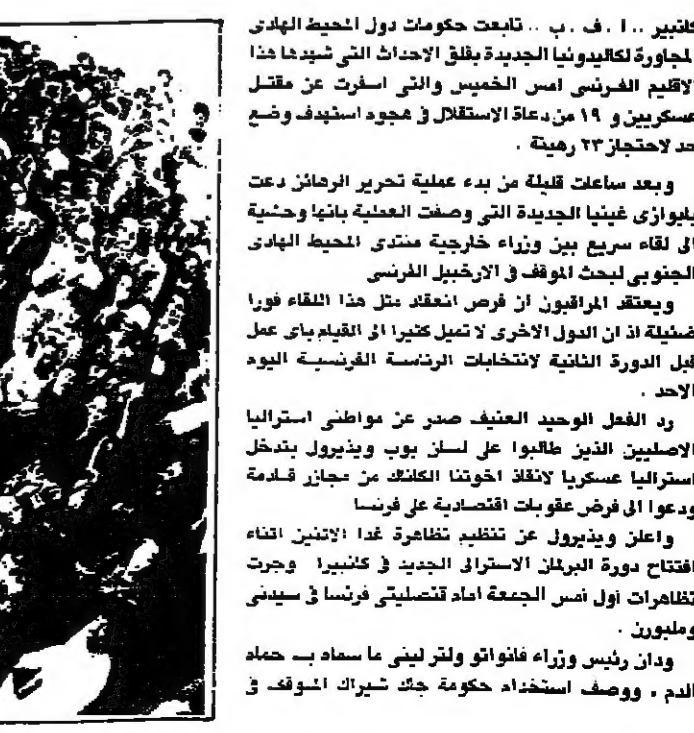 كانبير .. ا . ف . ب .. تابعت حكومات دول المحيط الهادى
المجاورة لكاليدونيا الجديدة بقلق الاحداث التى شهدها هذا
الاقليم الفرنسى امس الخميس والتى اسفرت عن مقتل
عسكريين و ١٩ من دعاة الاستقلال في هجوم استهدف وضع
حد لاحتجاز ٢٣ رهينة .
وبعد ساعات قليلة من بدء عملية تحرير الرهائن دعت
بابوازى غينيا الجديدة التى وصفت العملية بانها وحشية
الى لقاء سريع بين وزراء خارجية منتدى المحيط الهادى
الجنوبى لبحث الموقف في الارخبيل الفرنسى
ويعتقد المراقبون ان فرص انعقاد مثل هذا اللقاء فورا
ضئيلة اذ ان الدول الاخرى لا تميل كثيرا الى القيام باى عمل
قبل الدورة الثانية لانتخابات الرئاسة الفرنسية اليوم
الاحد .
رد الفعل الوحيد العنيف صدر عن مواطنى استراليا
الاصليين الذين طالبوا على لسان بوب ويذيرول بتدخل
استراليا عسكريا لانقاذ اخوتنا الكاناك من مجازر قادمة
ودعوا الى فرض عقوبات اقتصادية على فرنسا
واعلن ويذيرول عن تنظيم تظاهرة غدا الاثنين اثناء
افتتاح دورة البرلمان الاسترالى الجديد في كانبيرا وجرت
تظاهرات اول امس الجمعة امام قنصليتى فرنسا في سيدنى
وملبورن .
ودان رئيس وزراء فانواتو ولتر لينى ما سماه بـ حمام
الدم . ووصف استخدام حكومة جاك شيراك الموقف في